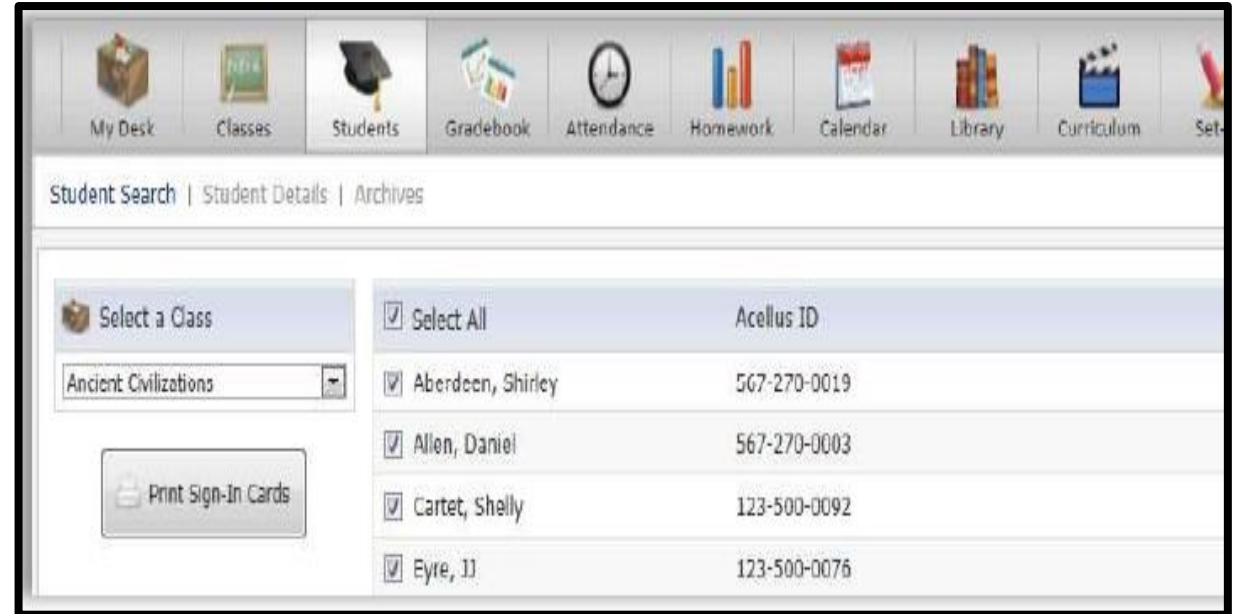 My Desk Classes Students Gradebook Attendance Homework Calendar Library Curriculum Set-
Student Search | Student Details | Archives
Select a Class
Ancient Civilizations
Print Sign-In Cards
Select All Acellus ID
Aberdeen, Shirley 567-270-0019
Allen, Daniel 567-270-0003
Cartet, Shelly 123-500-0092
Eyre, JJ 123-500-0076